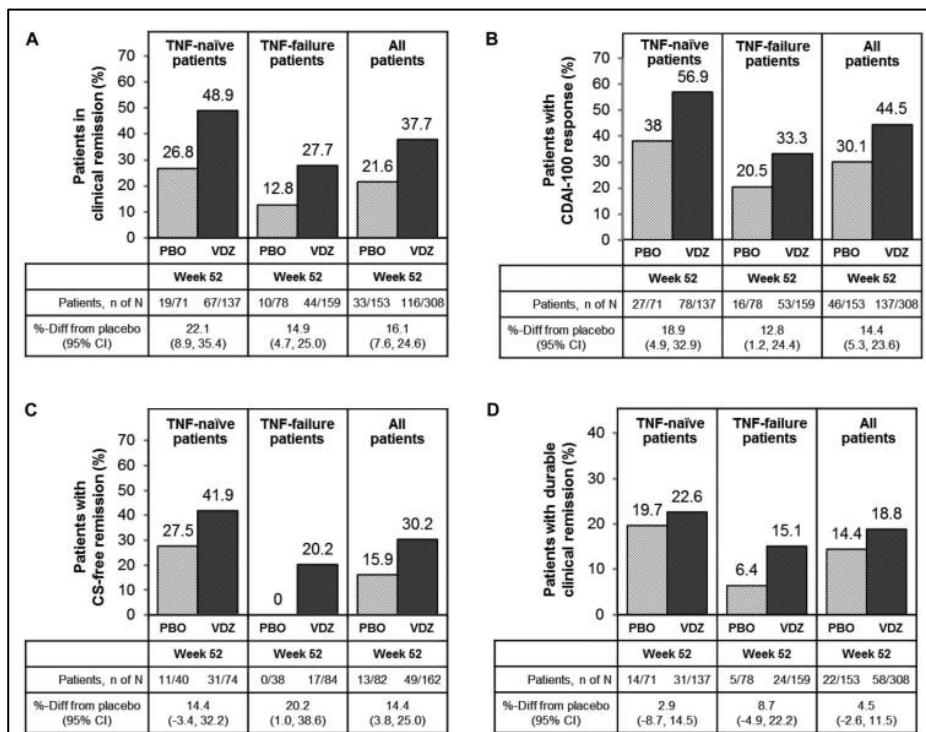 A
TNF-naïve patients
TNF-failure patients
All patients
Patients in clinical remission (%)
70
60
50
40
30
20
10
0
26.8
48.9
12.8
27.7
21.6
37.7
PBO VDZ PBO VDZ PBO VDZ
Week 52 Week 52 Week 52
Patients, n of N 19/71 67/137 10/78 44/159 33/153 116/308
%-Diff from placebo 22.1 14.9 16.1
(95% CI) (8.9, 35.4) (4.7, 25.0) (7.6, 24.6)
B
TNF-naïve patients
TNF-failure patients
All patients
Patients with CDAI-100 response (%)
70
60
50
40
30
20
10
0
38
56.9
20.5
33.3
30.1
44.5
PBO VDZ PBO VDZ PBO VDZ
Week 52 Week 52 Week 52
Patients, n of N 27/71 78/137 16/78 53/159 46/153 137/308
%-Diff from placebo 18.9 12.8 14.4
(95% CI) (4.9, 32.9) (1.2, 24.4) (5.3, 23.6)
C
TNF-naïve patients
TNF-failure patients
All patients
Patients with CS-free remission (%)
70
60
50
40
30
20
10
0
27.5
41.9
0
20.2
15.9
30.2
PBO VDZ PBO VDZ PBO VDZ
Week 52 Week 52 Week 52
Patients, n of N 11/40 31/74 0/38 17/84 13/82 49/162
%-Diff from placebo 14.4 20.2 14.4
(95% CI) (-3.4, 32.2) (1.0, 38.6) (3.8, 25.0)
D
TNF-naïve patients
TNF-failure patients
All patients
Patients with durable clinical remission (%)
40
30
20
10
0
19.7
22.6
6.4
15.1
14.4
18.8
PBO VDZ PBO VDZ PBO VDZ
Week 52 Week 52 Week 52
Patients, n of N 14/71 31/137 5/78 24/159 22/153 58/308
%-Diff from placebo 2.9 8.7 4.5
(95% CI) (-8.7, 14.5) (-4.9, 22.2) (-2.6, 11.5)